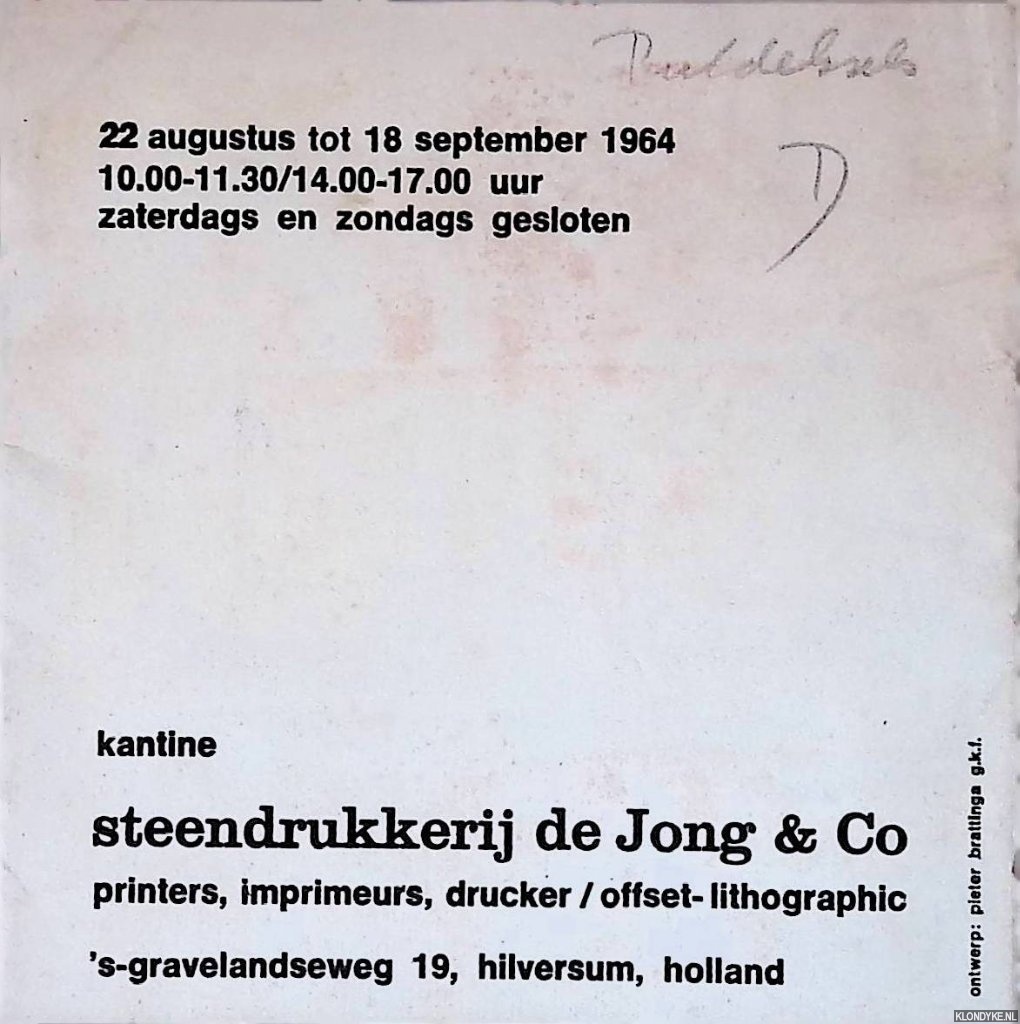 22 augustus tot 18 september 1964
10.00-11.30/14.00-17.00 uur
zaterdags en zondags gesloten
kantine
steendrukkerij de Jong & Co
printers, imprimeurs, drucker / offset-lithographic
's-gravelandseweg 19, hilversum, holland
ontwerp: pieter brattinga g.k.f.
KLONDYKE.NL